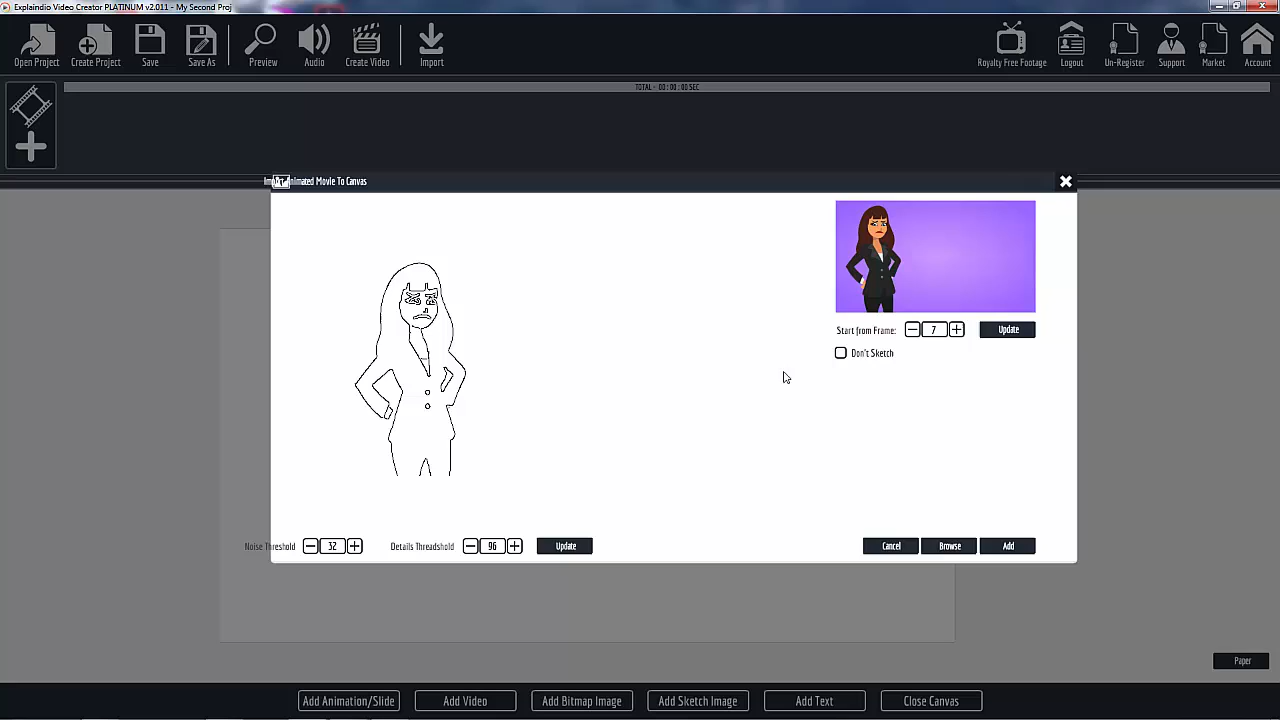 Explaindio Video Creator PLATINUM v2.011 - My Second Proj
Open Project Create Project Save Save As Preview Audio Create Video Import Royalty Free Footage Logout Un-Register Support Market Account
TOTAL - 00 : 00 : 00 SEC
Animated Movie To Canvas
Start from Frame: 7 Update
Don't Sketch
Noise Threshold 32 Details Threadshold 96 Update Cancel Browse Add
Paper
Add Animation/Slide Add Video Add Bitmap Image Add Sketch Image Add Text Close Canvas